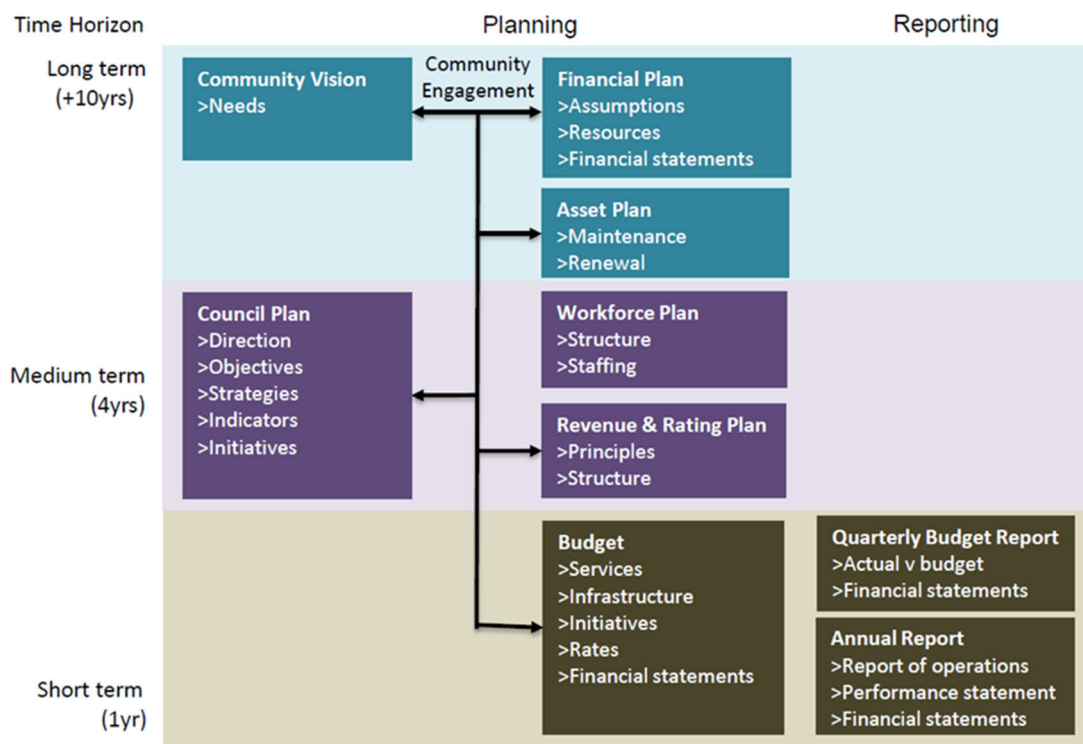 Time Horizon
Planning
Reporting
Long term
(+10yrs)
Community Vision
>Needs
Community
Engagement
Financial Plan
>Assumptions
>Resources
>Financial statements
Asset Plan
>Maintenance
>Renewal
Medium term
(4yrs)
Council Plan
>Direction
>Objectives
>Strategies
>Indicators
>Initiatives
Workforce Plan
>Structure
>Staffing
Revenue & Rating Plan
>Principles
>Structure
Short term
(1yr)
Budget
>Services
>Infrastructure
>Initiatives
>Rates
>Financial statements
Quarterly Budget Report
>Actual v budget
>Financial statements
Annual Report
>Report of operations
>Performance statement
>Financial statements